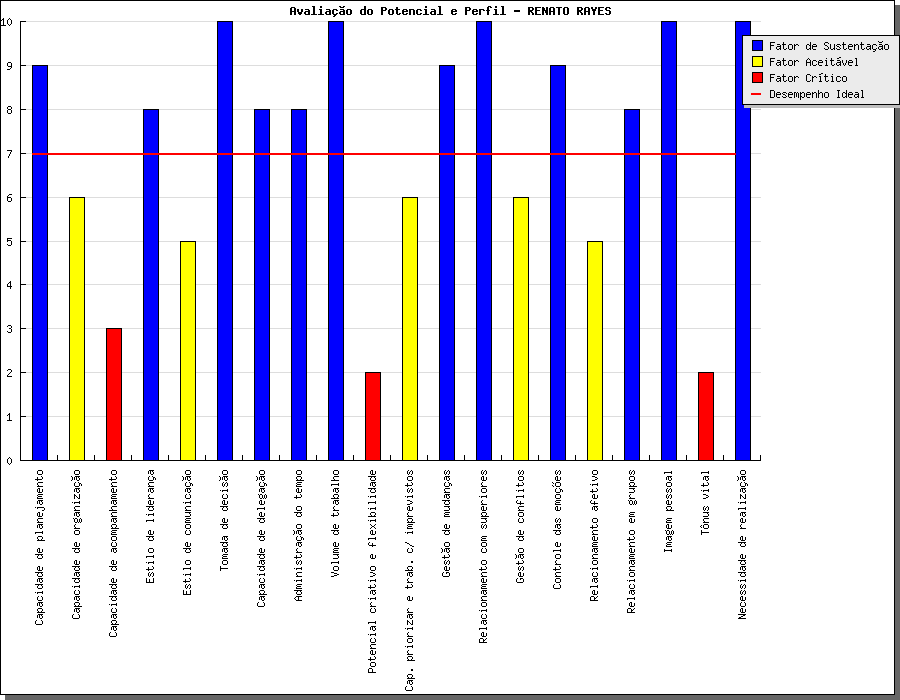 Avaliação do Potencial e Perfil - RENATO RAYES
10
9
8
7
6
5
4
3
2
1
0
Fator de Sustentação
Fator Aceitável
Fator Crítico
Desempenho Ideal
Capacidade de planejamento
Capacidade de organização
Capacidade de acompanhamento
Estilo de liderança
Estilo de comunicação
Tomada de decisão
Capacidade de delegação
Administração do tempo
Volume de trabalho
Potencial criativo e flexibilidade
Cap. priorizar e trab. c/ imprevistos
Gestão de mudanças
Relacionamento com superiores
Gestão de conflitos
Controle das emoções
Relacionamento afetivo
Relacionamento em grupos
Imagem pessoal
Tônus vital
Necessidade de realização